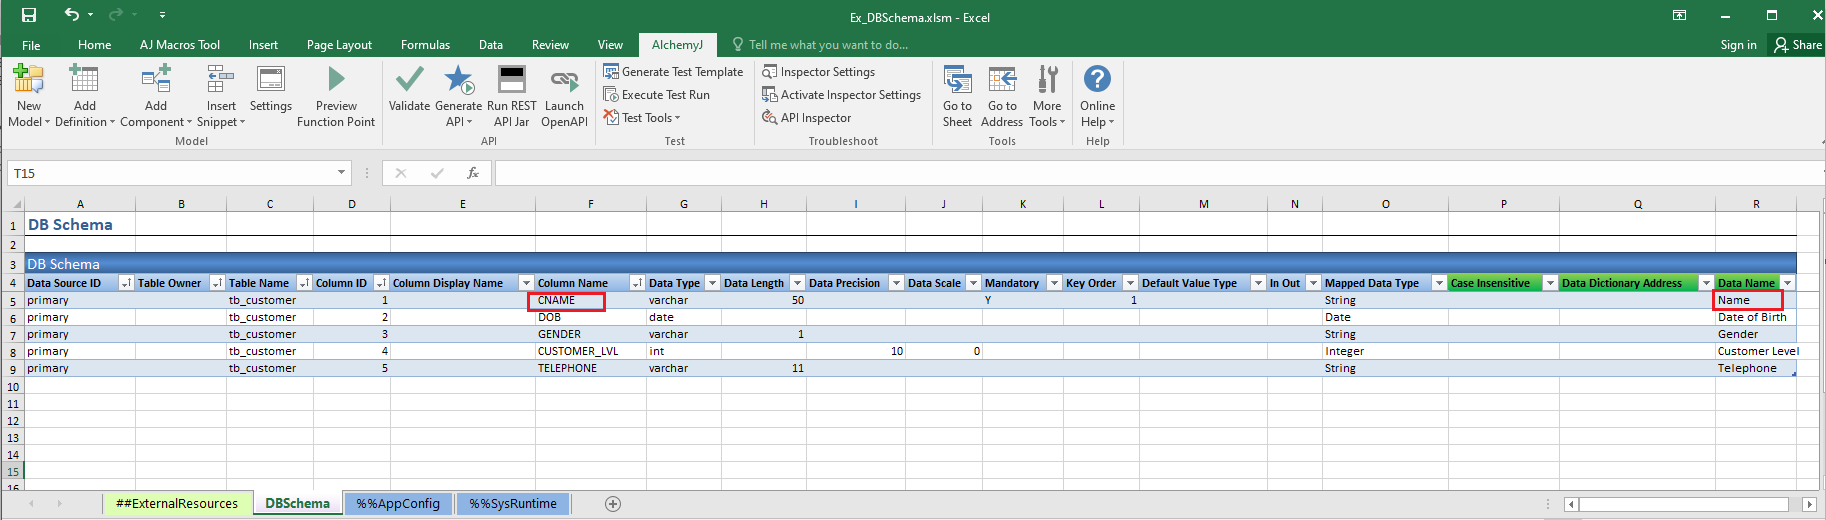 Ex_DBSchema.xlsm - Excel
File Home AJ Macros Tool Insert Page Layout Formulas Data Review View AlchemyJ Tell me what you want to do... Sign in Share
New Model Add Definition Add Component Insert Snippet Settings Preview Function Point
Model
Validate Generate API Run REST API Jar Launch OpenAPI
API
Generate Test Template
Execute Test Run
Test Tools
Test
Inspector Settings
Activate Inspector Settings
API Inspector
Troubleshoot
Go to Sheet Go to Address More Tools
Tools
Online Help
Help
T15 fx
A B C D E F G H I J K L M N O P Q R
1 DB Schema
2
3 DB Schema
4 Data Source ID Table Owner Table Name Column ID Column Display Name Column Name Data Type Data Length Data Precision Data Scale Mandatory Key Order Default Value Type In Out Mapped Data Type Case Insensitive Data Dictionary Address Data Name
5 primary tb_customer 1 CNAME varchar 50 Y 1 String Name
6 primary tb_customer 2 DOB date Date Date of Birth
7 primary tb_customer 3 GENDER varchar 1 String Gender
8 primary tb_customer 4 CUSTOMER_LVL int 10 0 Integer Customer Level
9 primary tb_customer 5 TELEPHONE varchar 11 String Telephone
10
11
12
13
14
15
16
##ExternalResources DBSchema %%AppConfig %%SysRuntime